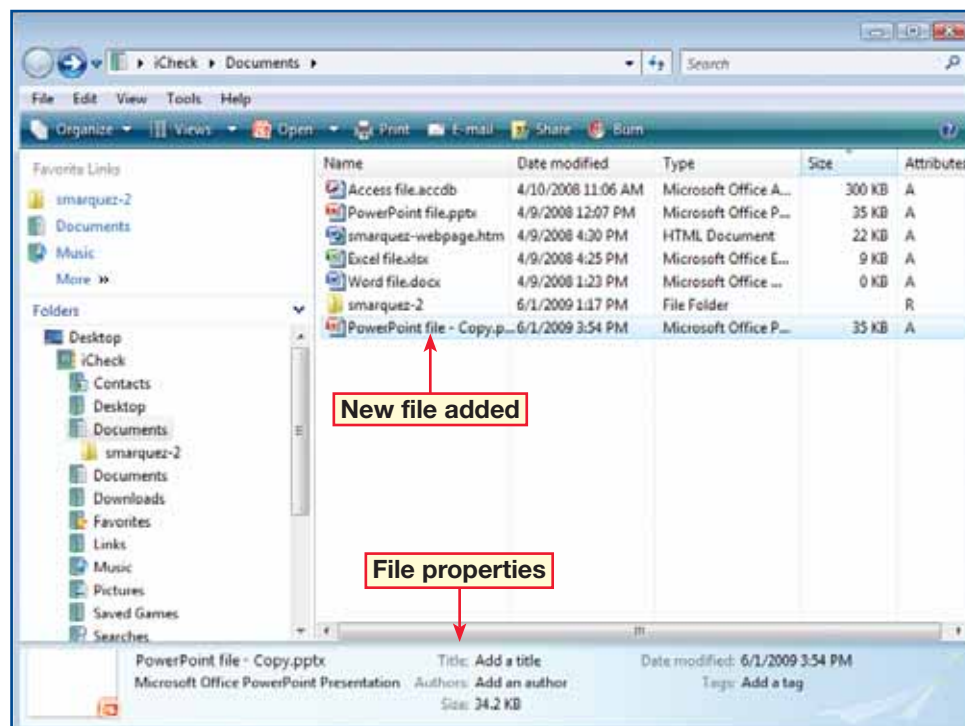 iCheck Documents
Search
File Edit View Tools Help
Organize Views Open Print E-mail Share Burn
Favorite Links
smarquez-2
Documents
Music
More »
Folders
Desktop
iCheck
Contacts
Desktop
Documents
smarquez-2
Documents
Downloads
Favorites
Links
Music
Pictures
Saved Games
Searches
Name Date modified Type Size Attributes
Access file.accdb 4/10/2008 11:06 AM Microsoft Office A... 300 KB A
PowerPoint file.pptx 4/9/2008 12:07 PM Microsoft Office P... 35 KB A
smarquez-webpage.htm 4/9/2008 4:30 PM HTML Document 22 KB A
Excel file.xlsx 4/9/2008 4:25 PM Microsoft Office E... 9 KB A
Word file.docx 4/9/2008 1:23 PM Microsoft Office ... 0 KB A
smarquez-2 6/1/2009 1:17 PM File Folder R
PowerPoint file - Copy.p... 6/1/2009 3:54 PM Microsoft Office P... 35 KB A
New file added
File properties
PowerPoint file - Copy.pptx Title: Add a title Date modified: 6/1/2009 3:54 PM
Microsoft Office PowerPoint Presentation Authors: Add an author Tags: Add a tag
Size: 34.2 KB